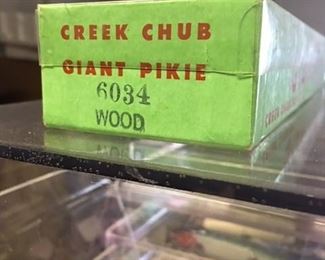 CREEK CHUB
GIANT PIKIE
6034
WOOD